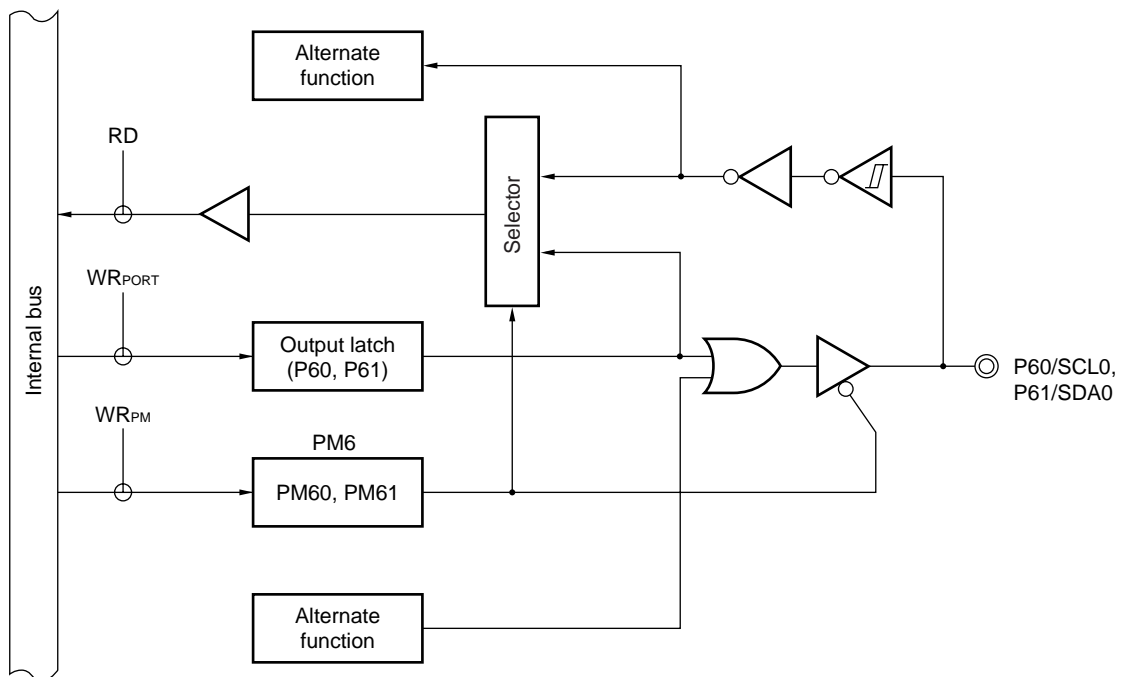 Alternate
function
RD
Selector
WRPORT
Internal bus
Output latch
(P60, P61)
P60/SCL0,
P61/SDA0
WRPM
PM6
PM60, PM61
Alternate
function